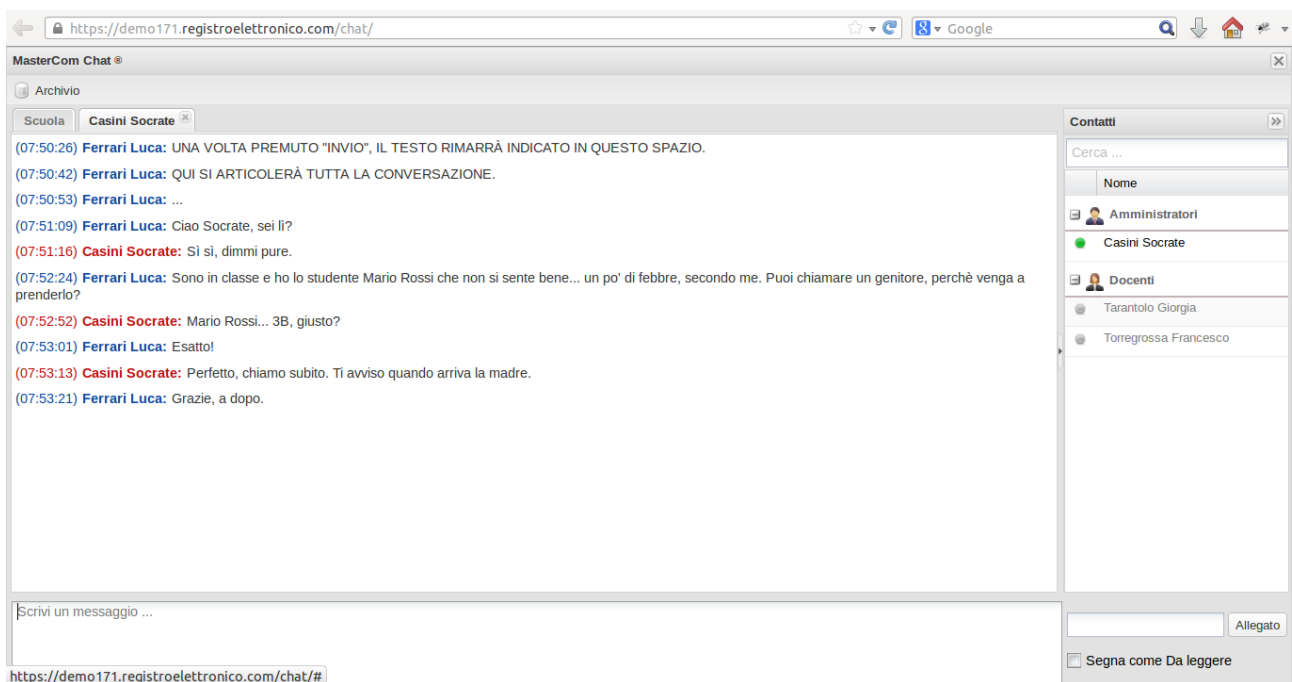 https://demo171.registroelettronico.com/chat/
Google
MasterCom Chat ®
Archivio
Scuola
Casini Socrate
(07:50:26) Ferrari Luca: UNA VOLTA PREMUTO "INVIO", IL TESTO RIMARRÀ INDICATO IN QUESTO SPAZIO.
(07:50:42) Ferrari Luca: QUI SI ARTICOLERÀ TUTTA LA CONVERSAZIONE.
(07:50:53) Ferrari Luca: ...
(07:51:09) Ferrari Luca: Ciao Socrate, sei lì?
(07:51:16) Casini Socrate: Sì sì, dimmi pure.
(07:52:24) Ferrari Luca: Sono in classe e ho lo studente Mario Rossi che non si sente bene... un po' di febbre, secondo me. Puoi chiamare un genitore, perchè venga a
prenderlo?
(07:52:52) Casini Socrate: Mario Rossi... 3B, giusto?
(07:53:01) Ferrari Luca: Esatto!
(07:53:13) Casini Socrate: Perfetto, chiamo subito. Ti avviso quando arriva la madre.
(07:53:21) Ferrari Luca: Grazie, a dopo.
Contatti
Cerca ...
Nome
Amministratori
Casini Socrate
Docenti
Tarantolo Giorgia
Torregrossa Francesco
Scrivi un messaggio ...
Allegato
Segna come Da leggere
https://demo171.registroelettronico.com/chat/#